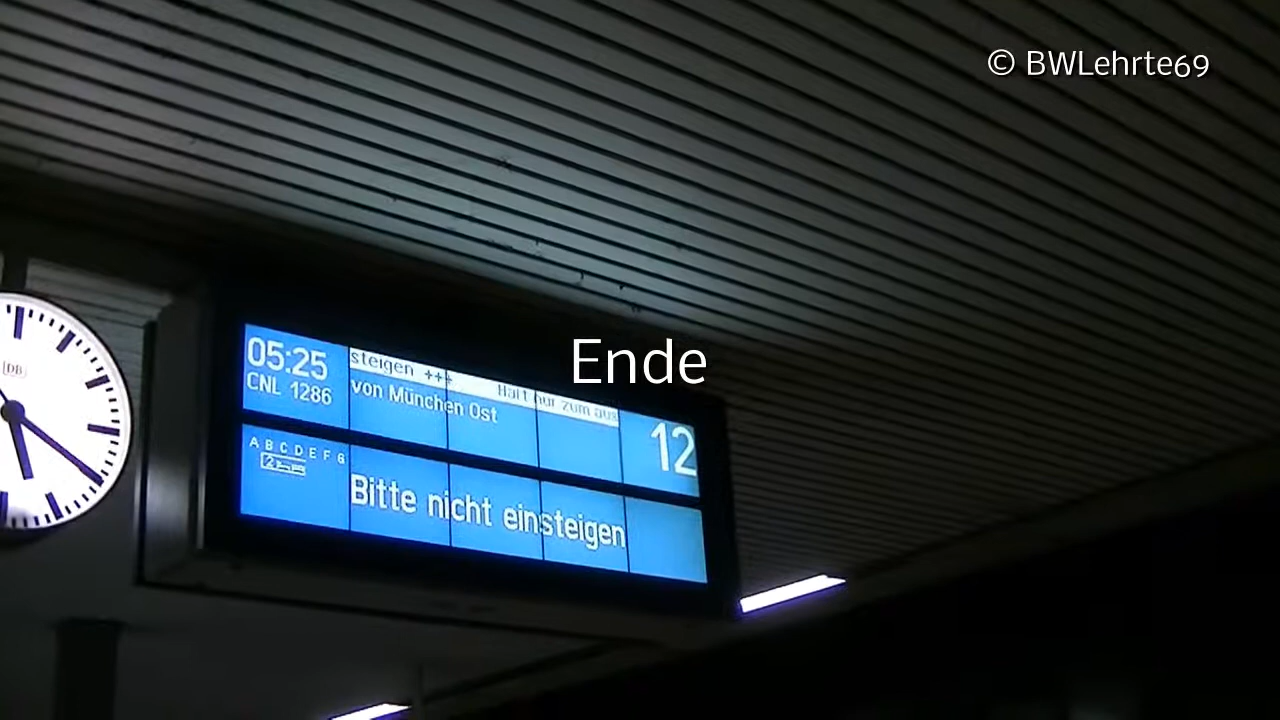 © BWLehrte69
Ende
DB
05:25
steigen +++ Halt nur zum aus
CNL 1286
von München Ost
12
A B C D E F G
2
Bitte nicht einsteigen